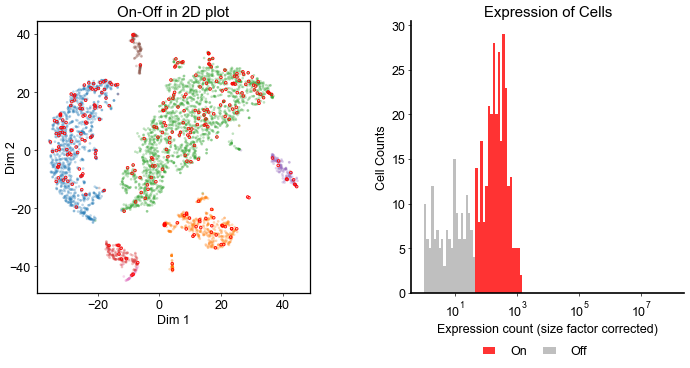 On-Off in 2D plot
40
20
0
−20
−40
Dim 2
−20 0 20 40
Dim 1
Expression of Cells
30
25
20
15
10
5
0
Cell Counts
10^1 10^3 10^5 10^7
Expression count (size factor corrected)
On Off